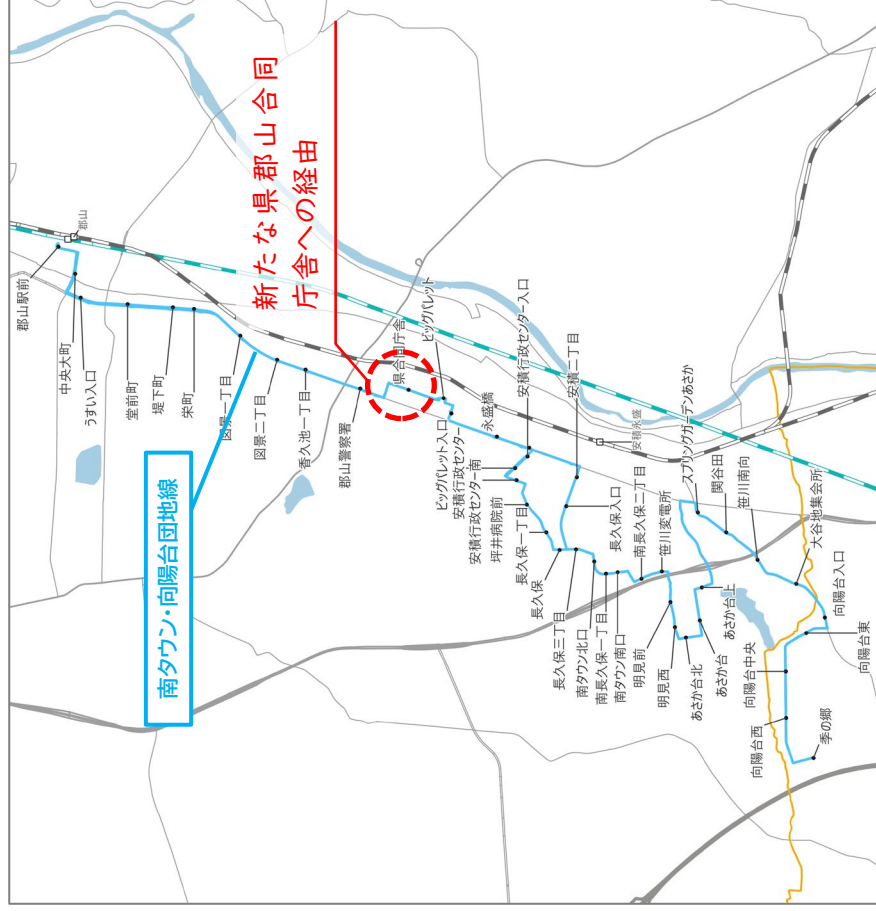 新たな県郡山合同
庁舎への経由
南タウン・向陽台団地線
郡山駅前
郡山
中央大町
うすい入口
堂前町
堤下町
栄町
図景一丁目
図景二丁目
香久池一丁目
郡山警察署
県合同庁舎
ビッグパレット
ビッグパレット入口
安積行政センター
永盛橋
安積行政センター入口
安積行政センター南
坪井病院前
安積二丁目
長久保一丁目
長久保
長久保入口
安積永盛
長久保三丁目
南タウン北口
南長久保一丁目
南タウン南口
南長久保二丁目
笹川変電所
明見前
明見西
あさか台北
あさか台
あさか台上
スプリングガーデンあさか
関谷田
笹川南向
大谷地集会所
向陽台入口
向陽台東
向陽台中央
向陽台西
季の郷